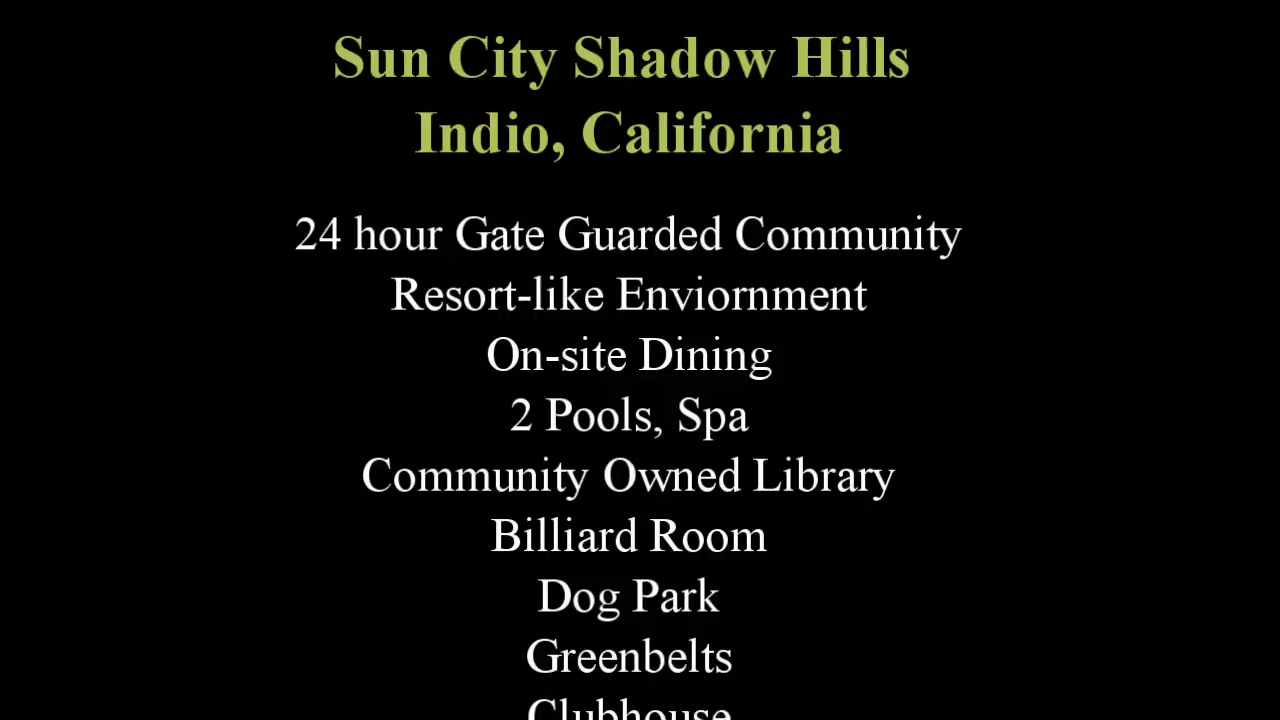 Sun City Shadow Hills
Indio, California
24 hour Gate Guarded Community
Resort-like Enviornment
On-site Dining
2 Pools, Spa
Community Owned Library
Billiard Room
Dog Park
Greenbelts
Clubhouse